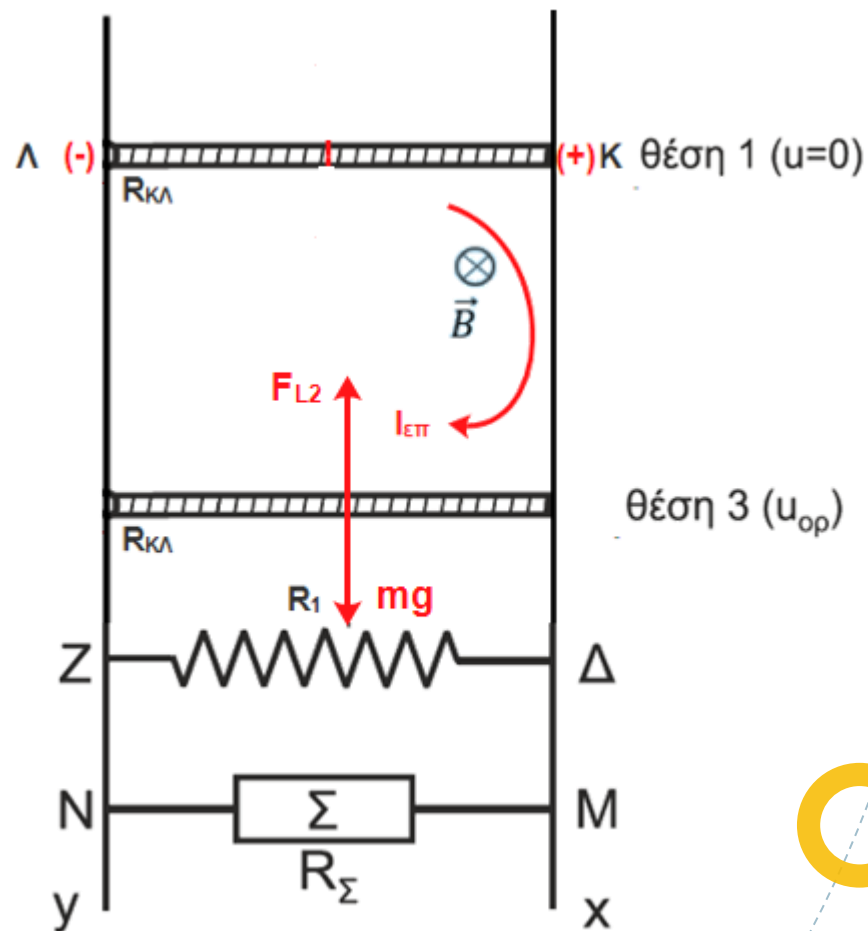 Λ (-) (+) K θέση 1 (u=0)
R_ΚΛ
⊗
B⃗
F_L2
I_επ
θέση 3 (u_ορ)
R_ΚΛ
R₁ mg
Z Δ
N Σ M
R_Σ
y x